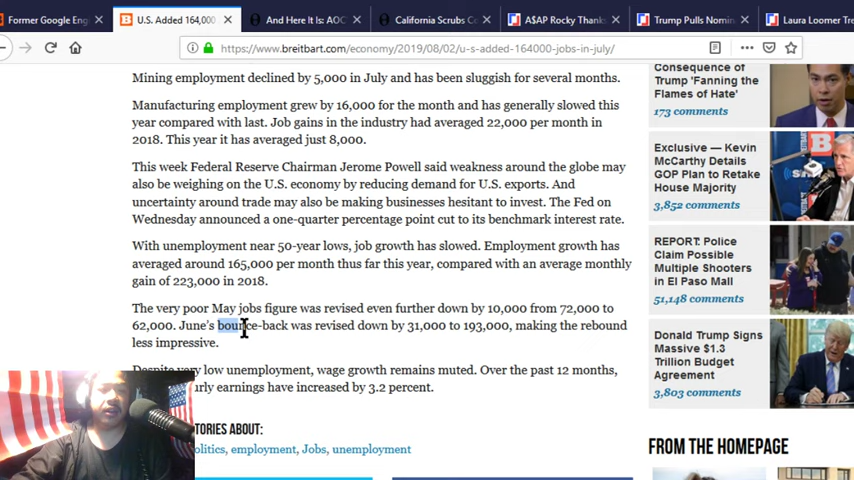 Former Google Eng
U.S. Added 164,000
And Here It Is: AOC
California Scrubs C
A$AP Rocky Thanks
Trump Pulls Nomin
Laura Loomer Tre
https://www.breitbart.com/economy/2019/08/02/u-s-added-164000-jobs-in-july/
Mining employment declined by 5,000 in July and has been sluggish for several months.
Manufacturing employment grew by 16,000 for the month and has generally slowed this
year compared with last. Job gains in the industry had averaged 22,000 per month in
2018. This year it has averaged just 8,000.
This week Federal Reserve Chairman Jerome Powell said weakness around the globe may
also be weighing on the U.S. economy by reducing demand for U.S. exports. And
uncertainty around trade may also be making businesses hesitant to invest. The Fed on
Wednesday announced a one-quarter percentage point cut to its benchmark interest rate.
With unemployment near 50-year lows, job growth has slowed. Employment growth has
averaged around 165,000 per month thus far this year, compared with an average monthly
gain of 223,000 in 2018.
The very poor May jobs figure was revised even further down by 10,000 from 72,000 to
62,000. June's bounce-back was revised down by 31,000 to 193,000, making the rebound
less impressive.
Despite very low unemployment, wage growth remains muted. Over the past 12 months,
urly earnings have increased by 3.2 percent.
TORIES ABOUT:
olitics, employment, Jobs, unemployment
Consequence of
Trump 'Fanning the
Flames of Hate'
173 comments
Exclusive — Kevin
McCarthy Details
GOP Plan to Retake
House Majority
3,852 comments
REPORT: Police
Claim Possible
Multiple Shooters
in El Paso Mall
Donald Trump Signs
Massive $1.3
Trillion Budget
Agreement
3,803 comments
FROM THE HOMEPAGE